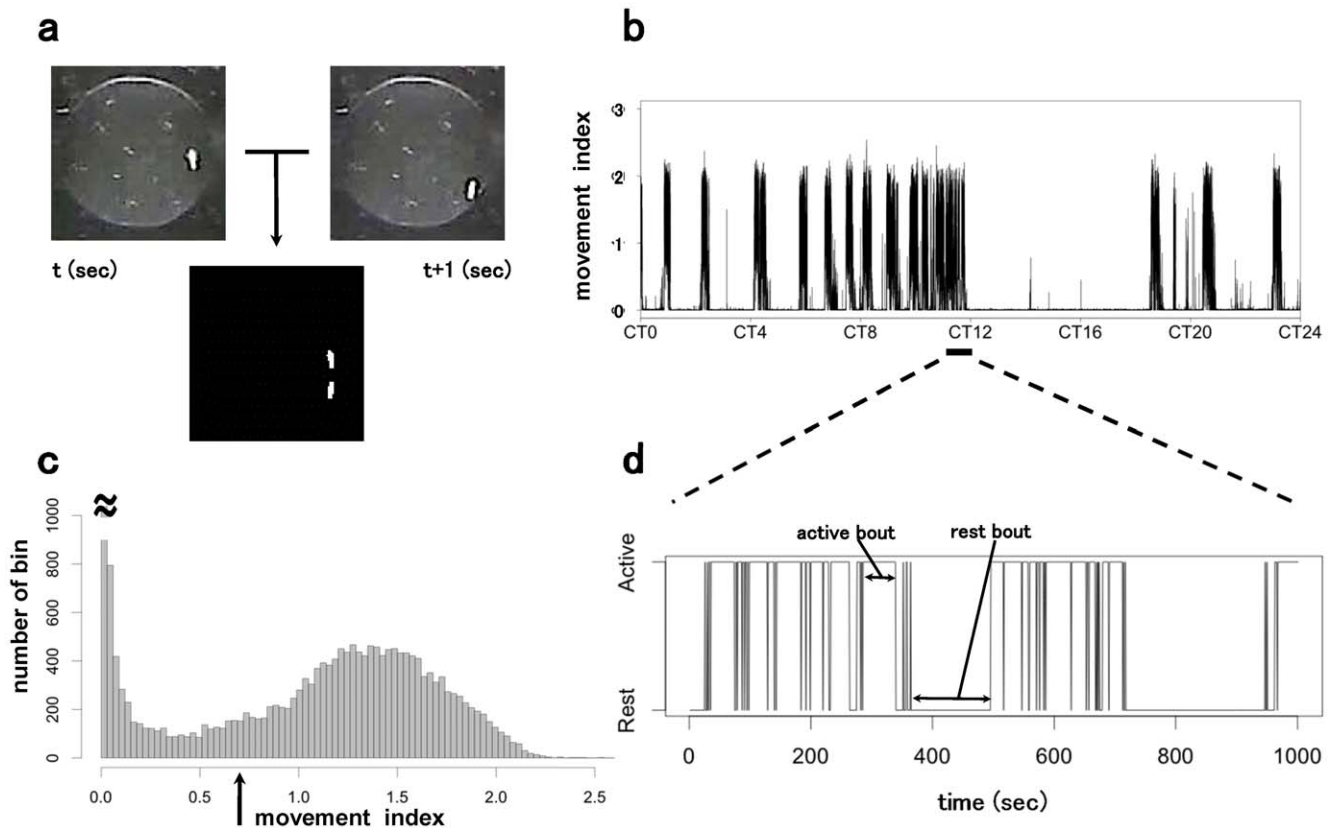 a
t (sec)
t+1 (sec)
b
movement index
3
2
1
0
CT0 CT4 CT8 CT12 CT16 CT20 CT24
c
number of bin
1000
800
600
400
200
0
0.0 0.5 1.0 1.5 2.0 2.5
movement index
d
active bout rest bout
Active
Rest
0 200 400 600 800 1000
time (sec)